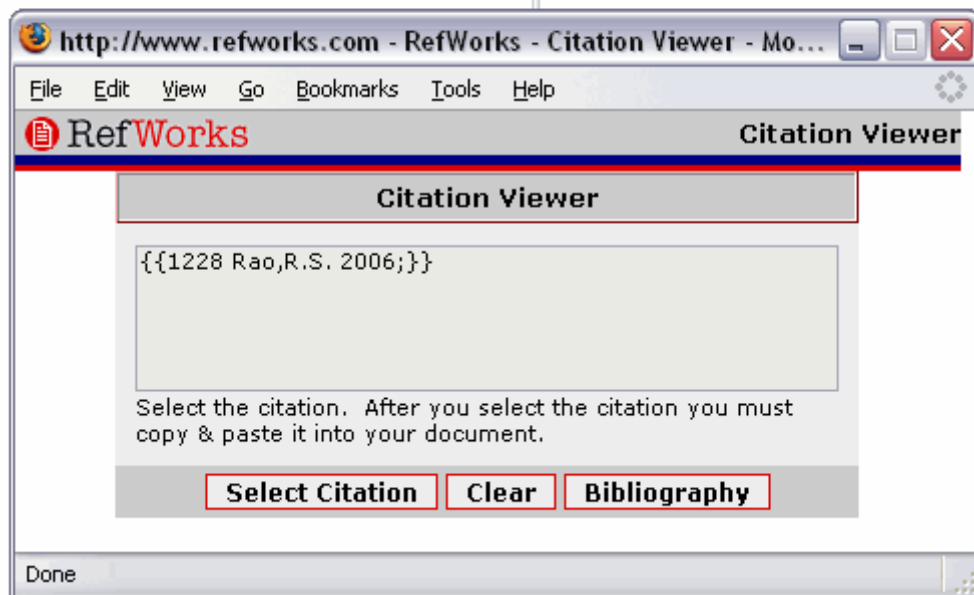 http://www.refworks.com - RefWorks - Citation Viewer - Mo...
File Edit View Go Bookmarks Tools Help
RefWorks Citation Viewer
Citation Viewer
{{1228 Rao,R.S. 2006;}}
Select the citation. After you select the citation you must
copy & paste it into your document.
Select Citation Clear Bibliography
Done